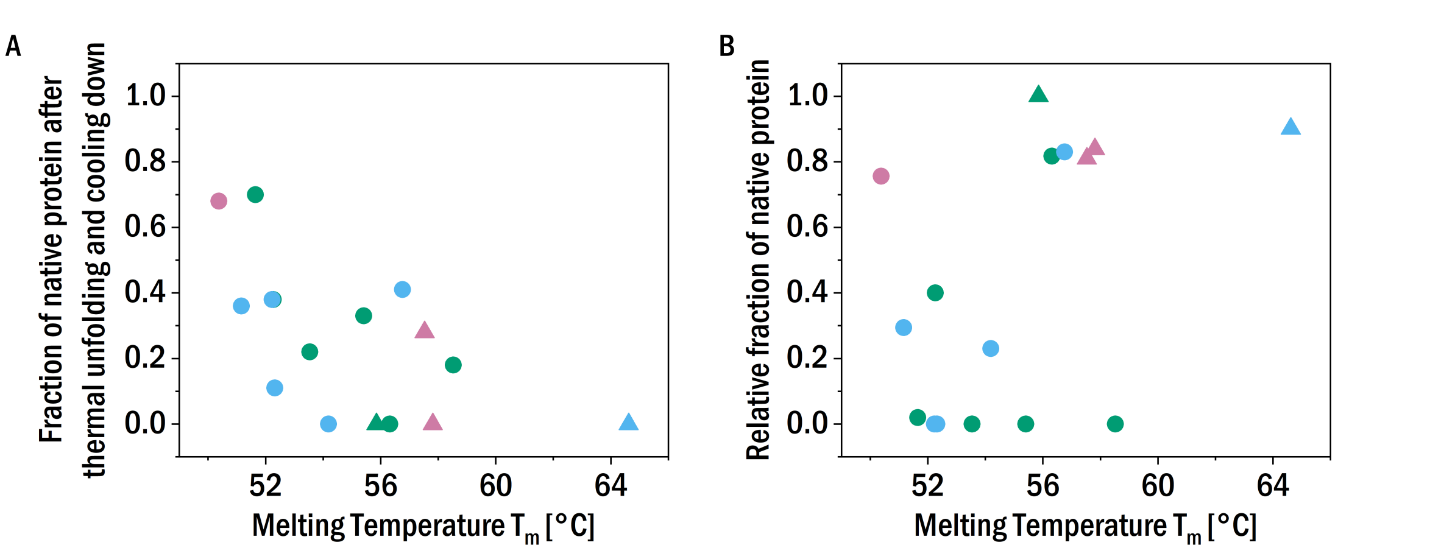 A
Fraction of native protein after
thermal unfolding and cooling down
1.0
0.8
0.6
0.4
0.2
0.0
52 56 60 64
Melting Temperature Tm [°C]
B
Relative fraction of native protein
1.0
0.8
0.6
0.4
0.2
0.0
52 56 60 64
Melting Temperature Tm [°C]